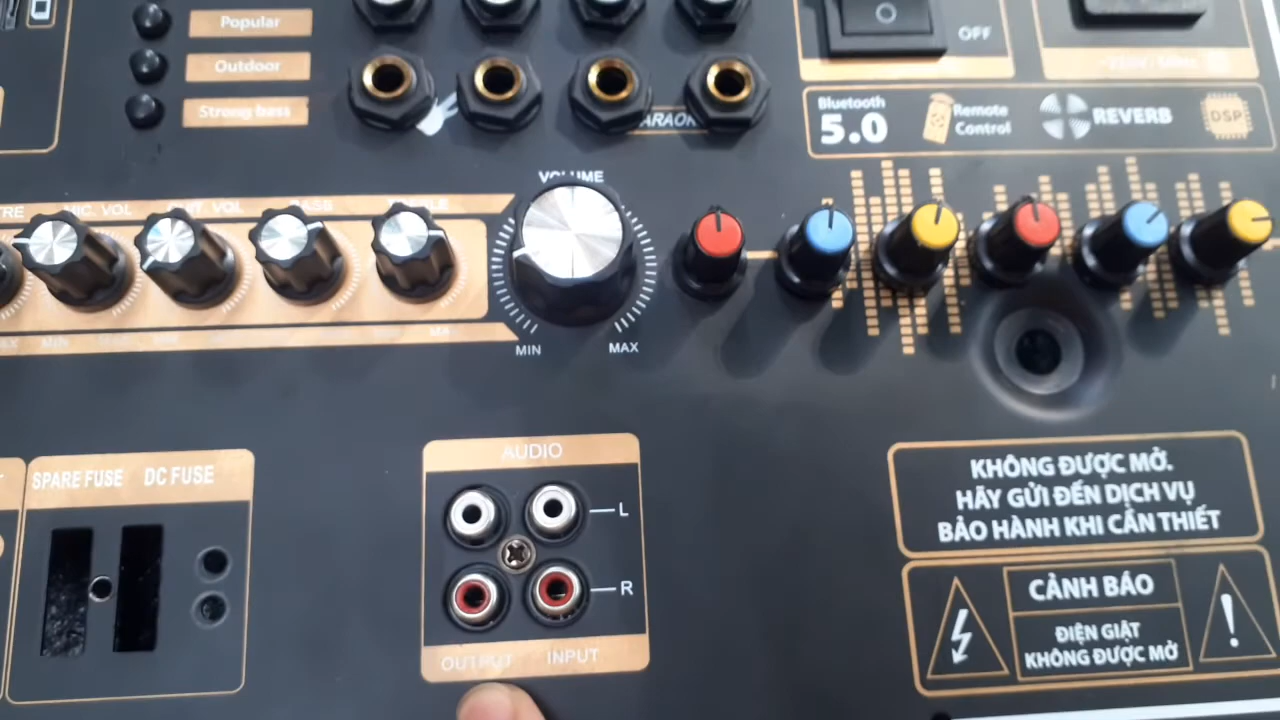 Popular
Outdoor
Strong bass
OFF
Bluetooth
5.0
Remote
Control
REVERB
DSP
MIC. VOL
VOLUME
MIN
MAX
SPARE FUSE
DC FUSE
AUDIO
L
R
OUTPUT
INPUT
KHÔNG ĐƯỢC MỞ.
HÃY GỬI ĐẾN DỊCH VỤ
BẢO HÀNH KHI CẦN THIẾT
CẢNH BÁO
ĐIỆN GIẬT
KHÔNG ĐƯỢC MỞ